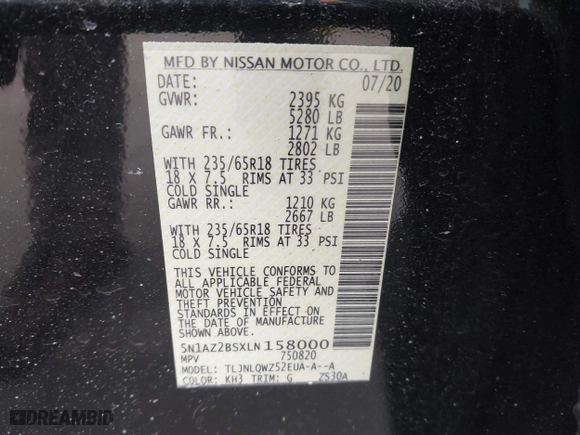 MFD BY NISSAN MOTOR CO., LTD.
DATE: 07/20
GVWR: 2395 KG
5280 LB
GAWR FR.: 1271 KG
2802 LB
WITH 235/65R18 TIRES
18 X 7.5 RIMS AT 33 PSI
COLD SINGLE
GAWR RR.: 1210 KG
2667 LB
WITH 235/65R18 TIRES
18 X 7.5 RIMS AT 33 PSI
COLD SINGLE
THIS VEHICLE CONFORMS TO
ALL APPLICABLE FEDERAL
MOTOR VEHICLE SAFETY AND
THEFT PREVENTION
STANDARDS IN EFFECT ON
THE DATE OF MANUFACTURE
SHOWN ABOVE.
5N1AZ2BSXLN158000
MPV 750820
MODEL: TLJNLQWZ52EUA-A--A
COLOR: KH3 TRIM: G ZS30A
DREAMBID